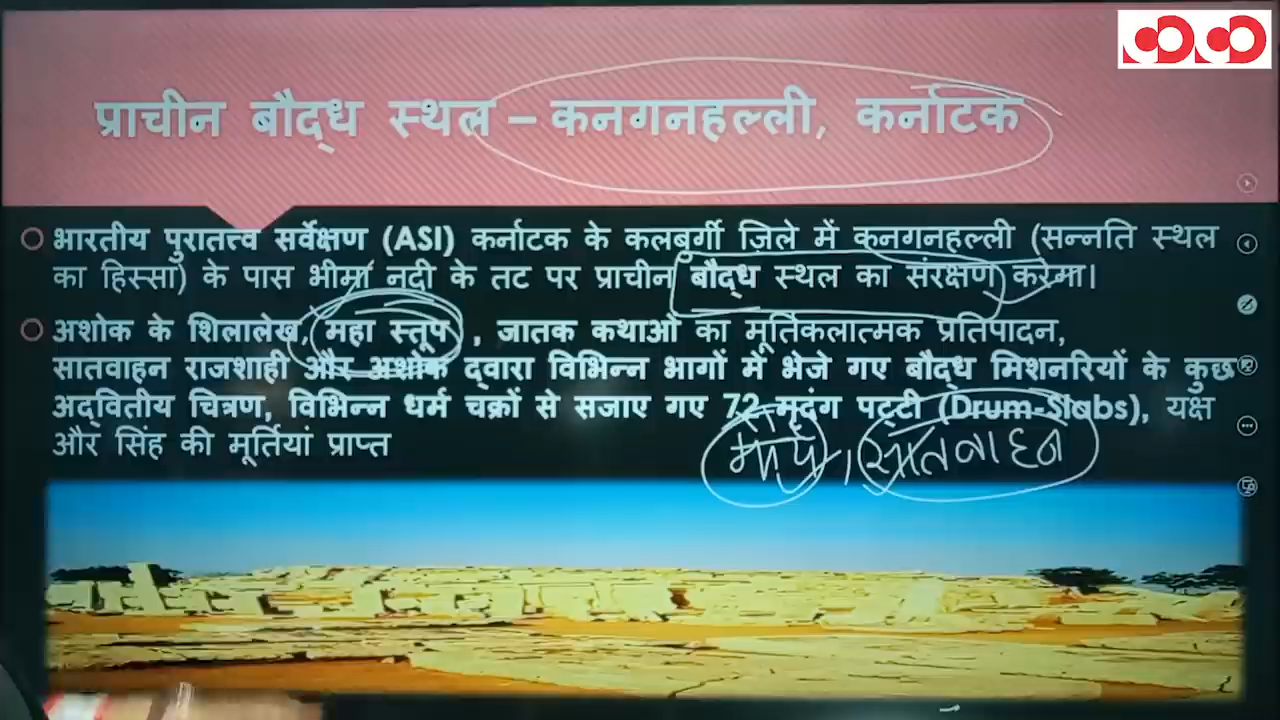 प्राचीन बौद्ध स्थल – कनगनहल्ली, कर्नाटक
भारतीय पुरातत्त्व सर्वेक्षण (ASI) कर्नाटक के कलबुर्गी ज़िले में कनगनहल्ली (सन्नति स्थल
का हिस्सा) के पास भीमा नदी के तट पर प्राचीन बौद्ध स्थल का संरक्षण करेगा।
अशोक के शिलालेख, महा स्तूप , जातक कथाओं का मूर्तिकलात्मक प्रतिपादन,
सातवाहन राजशाही और अशोक द्वारा विभिन्न भागों में भेजे गए बौद्ध मिशनरियों के कुछ
अद्वितीय चित्रण, विभिन्न धर्म चक्रों से सजाए गए 72 मृदंग पट्टी (Drum-Slabs), यक्ष
और सिंह की मूर्तियां प्राप्त
सातवाहन